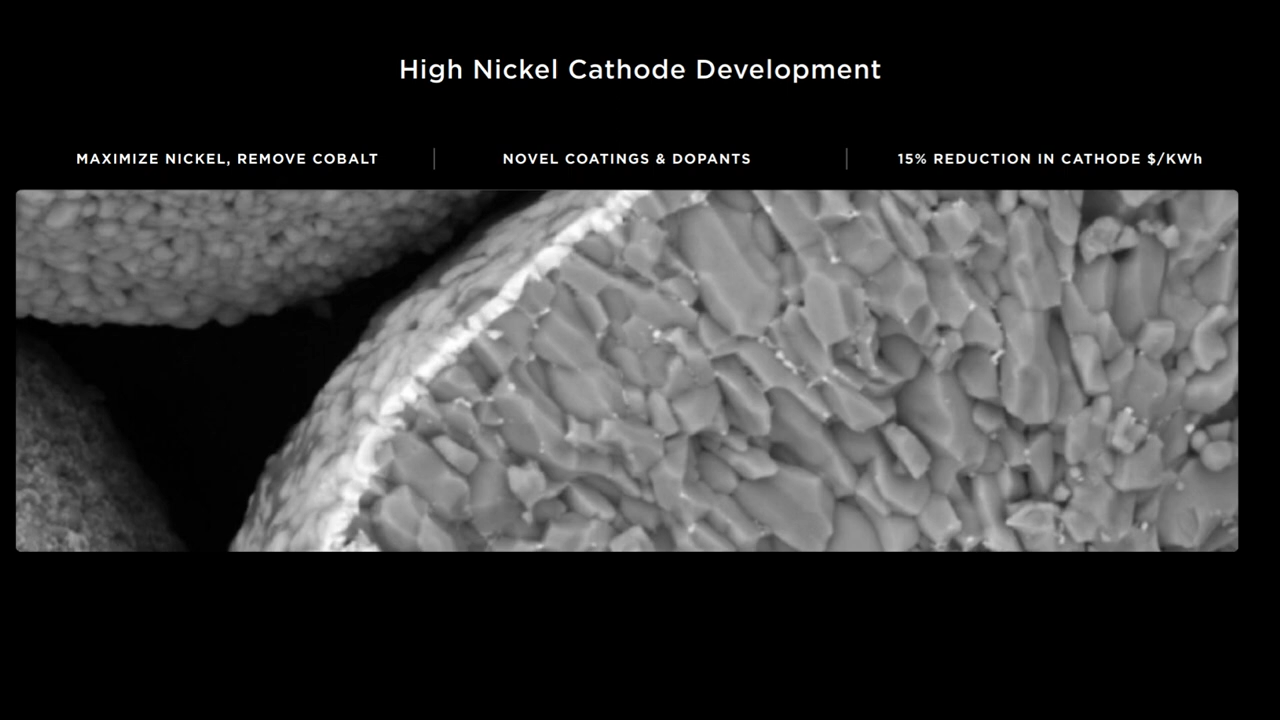 High Nickel Cathode Development
MAXIMIZE NICKEL, REMOVE COBALT
NOVEL COATINGS & DOPANTS
15% REDUCTION IN CATHODE $/KWh